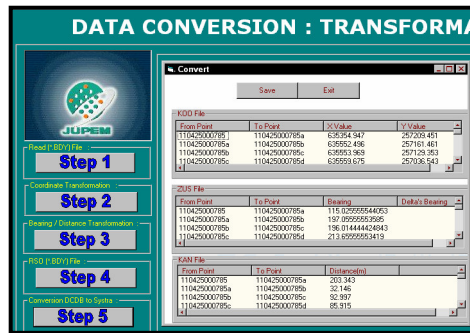 DATA CONVERSION : TRANSFORMA
Convert
Save Exit
JUPEM
KOO File
From Point To Point X Value Y Value
110425000785 110425000785a 635354.947 257209.451
110425000785a 110425000785b 635552.496 257161.461
110425000785b 110425000785c 635553.969 257129.353
110425000785c 110425000785d 635559.675 257036.543
Read (*.BDY) File :
Step 1
Coordinate Transformation :
Step 2
Bearing / Distance Transformation :
Step 3
RSO (*.BDY) File :
Step 4
Conversion DCDB to Systra :
Step 5
ZUS File
From Point To Point Bearing Delta's Bearing
110425000785 110425000785a 115.025555544053
110425000785a 110425000785b 197.05555553585
110425000785b 110425000785c 196.014444424843
110425000785c 110425000785d 213.65555553419
KAN File
From Point To Point Distance(m)
110425000785 110425000785a 203.343
110425000785a 110425000785b 32.146
110425000785b 110425000785c 92.997
110425000785c 110425000785d 85.915